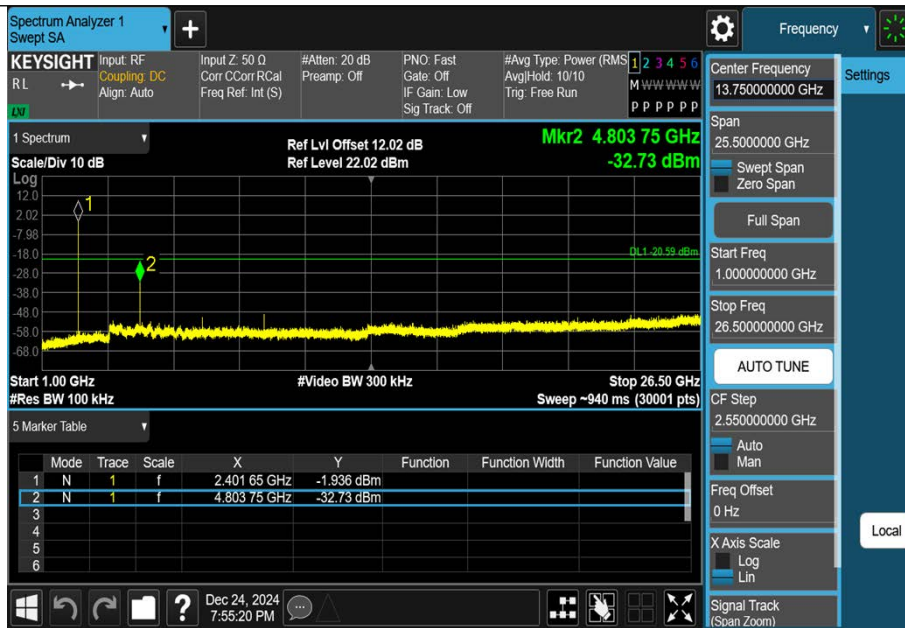 Spectrum Analyzer 1
Swept SA
+
Frequency
KEYSIGHT
RL
LXI
Input: RF
Coupling: DC
Align: Auto
Input Z: 50 Ω
Corr CCorr RCal
Freq Ref: Int (S)
#Atten: 20 dB
Preamp: Off
PNO: Fast
Gate: Off
IF Gain: Low
Sig Track: Off
#Avg Type: Power (RMS
Avg|Hold: 10/10
Trig: Free Run
1 2 3 4 5 6
M W W W W W
P P P P P P
1 Spectrum
Scale/Div 10 dB
Ref Lvl Offset 12.02 dB
Ref Level 22.02 dBm
Mkr2 4.803 75 GHz
-32.73 dBm
Log
12.0
2.02
-7.98
-18.0
-28.0
-38.0
-48.0
-58.0
-68.0
1
2
DL1 -20.59 dBm
Start 1.00 GHz
#Video BW 300 kHz
Stop 26.50 GHz
#Res BW 100 kHz
Sweep ~940 ms (30001 pts)
5 Marker Table
Mode Trace Scale X Y Function Function Width Function Value
1 N 1 f 2.401 65 GHz -1.936 dBm
2 N 1 f 4.803 75 GHz -32.73 dBm
3
4
5
6
?
Dec 24, 2024
7:55:20 PM
Center Frequency
13.750000000 GHz
Settings
Span
25.5000000 GHz
Swept Span
Zero Span
Full Span
Start Freq
1.000000000 GHz
Stop Freq
26.500000000 GHz
AUTO TUNE
CF Step
2.550000000 GHz
Auto
Man
Freq Offset
0 Hz
Local
X Axis Scale
Log
Lin
Signal Track
(Span Zoom)